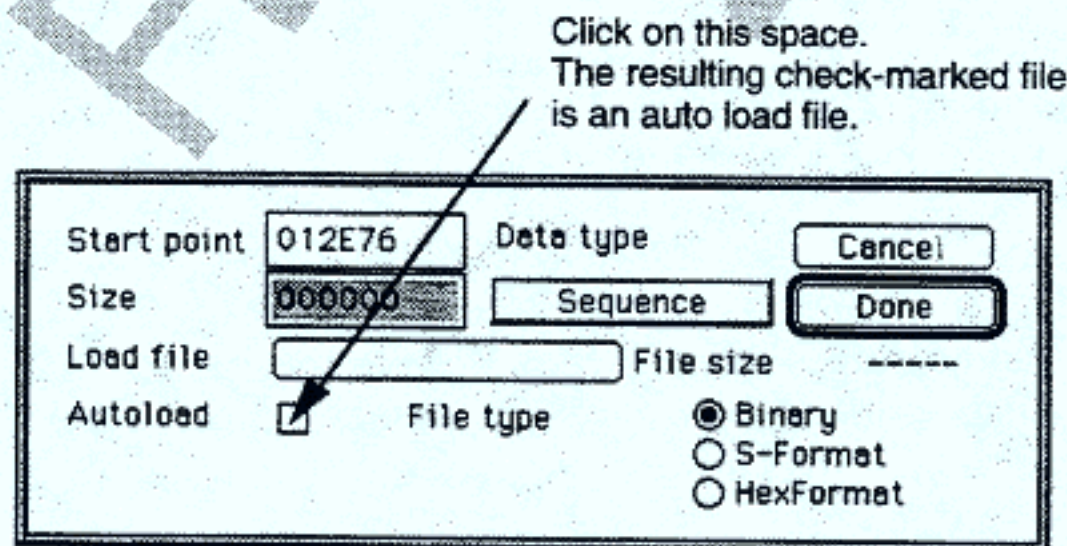 Click on this space.
The resulting check-marked file
is an auto load file.
Start point 012E76 Data type Cancel
Size 000000 Sequence Done
Load file File size -----
Autoload File type Binary
S-Format
HexFormat